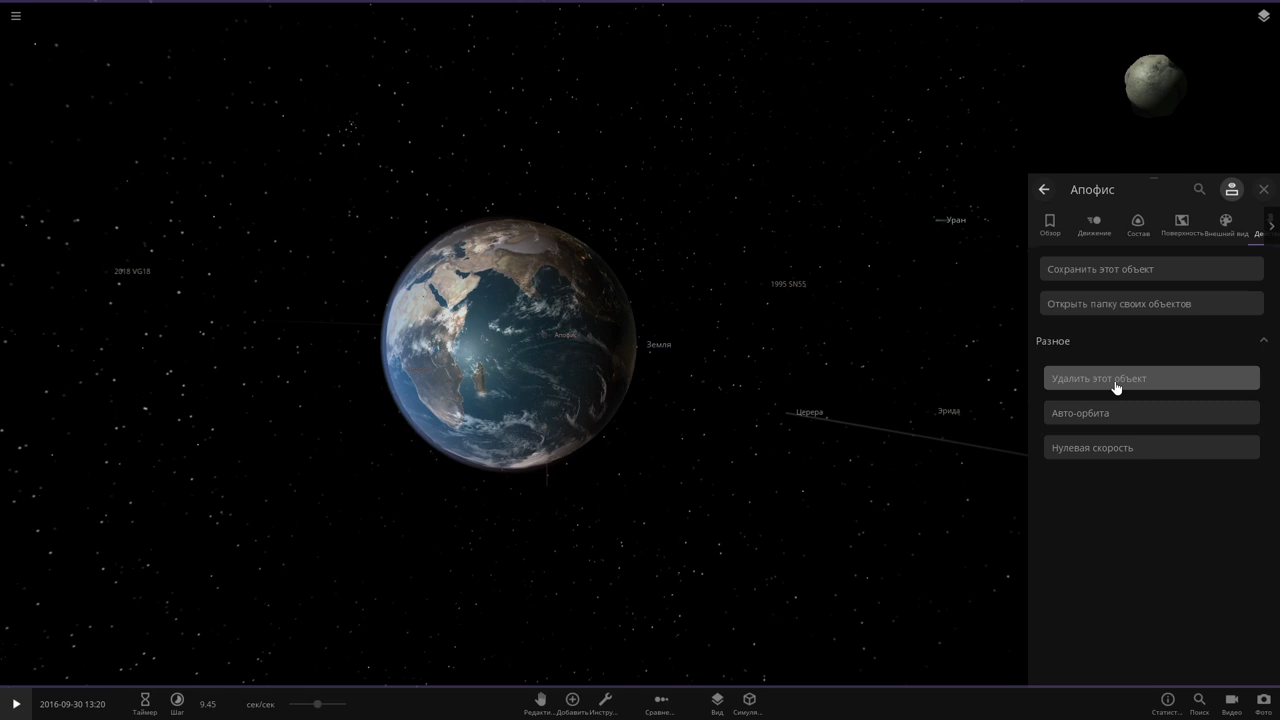 Апофис
Обзор
Движение
Состав
Поверхность
Внешний вид
Де
Сохранить этот объект
Открыть папку своих объектов
Разное
Удалить этот объект
Авто-орбита
Нулевая скорость
Уран
2018 VG18
1995 SN55
Апофис
Земля
Церера
Эрида
2016-09-30 13:20
Таймер
Шаг
9.45
сек/сек
Редакти...
Добавить
Инстру...
Сравне...
Вид
Симуля...
Статист...
Поиск
Видео
Фото